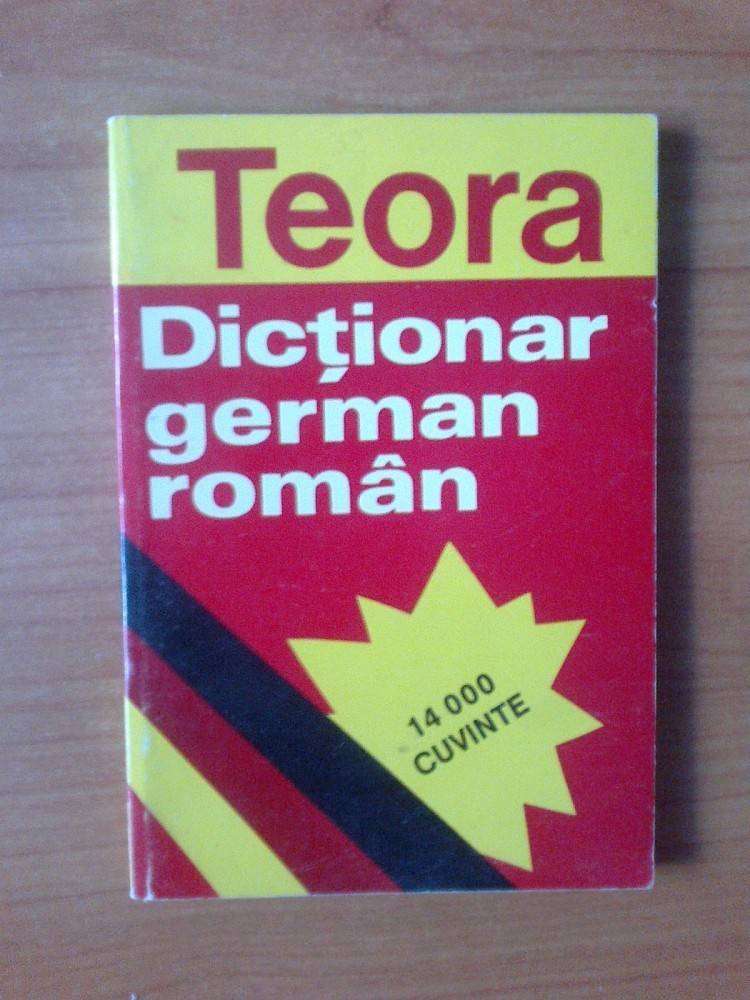 Teora
Dicționar
german
român
14 000
CUVINTE